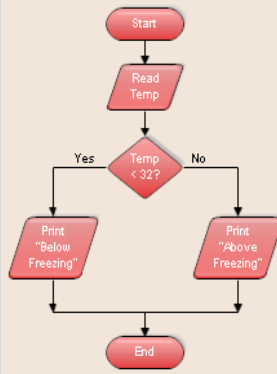 Start
Read
Temp
Temp
< 32?
Yes
No
Print
"Below
Freezing"
Print
"Above
Freezing"
End